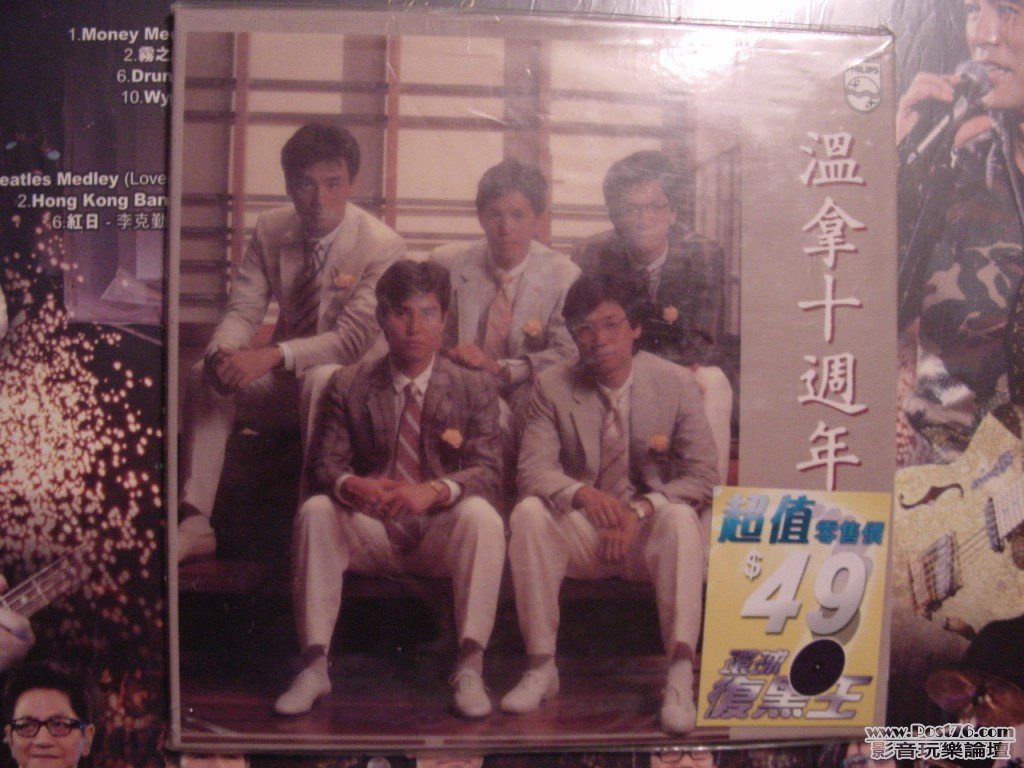 1.Money Me
2.霧之
6.Drun
10.Wy
eatles Medley (Love
2.Hong Kong Ban
6.紅日 - 李克勤
PHILIPS
溫拿十週年
超值零售價
$49
環球
復黑王
www.Post76.com
影音玩樂論壇